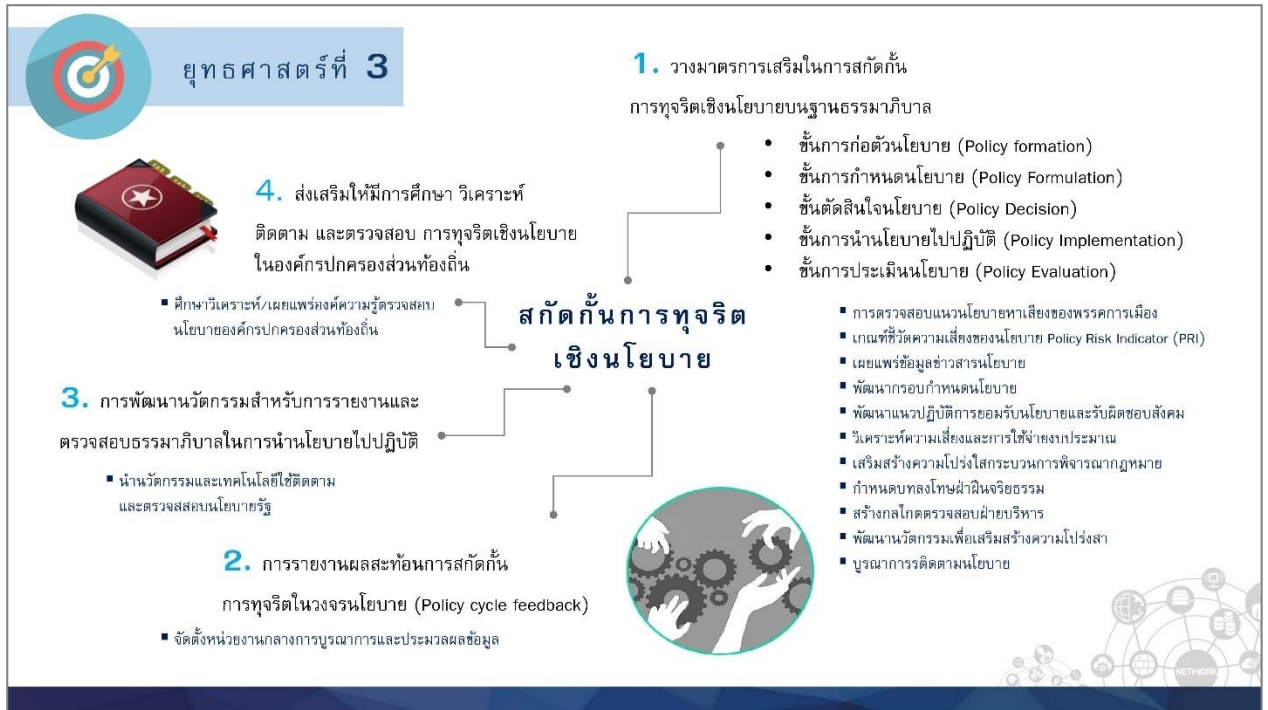 ยุทธศาสตร์ที่ 3
1. วางมาตรการเสริมในการสกัดกั้น
การทุจริตเชิงนโยบายบนฐานธรรมาภิบาล
• ขั้นการก่อตัวนโยบาย (Policy formation)
• ขั้นการกำหนดนโยบาย (Policy Formulation)
• ขั้นตัดสินใจนโยบาย (Policy Decision)
• ขั้นการนำนโยบายไปปฏิบัติ (Policy Implementation)
• ขั้นการประเมินนโยบาย (Policy Evaluation)
▪ การตรวจสอบแนวนโยบายหาเสียงของพรรคการเมือง
▪ เกณฑ์ชี้วัดความเสี่ยงของนโยบาย Policy Risk Indicator (PRI)
▪ เผยแพร่ข้อมูลข่าวสารนโยบาย
▪ พัฒนากรอบกำหนดนโยบาย
▪ พัฒนาแนวปฏิบัติการยอมรับนโยบายและรับผิดชอบสังคม
▪ วิเคราะห์ความเสี่ยงและการใช้จ่ายงบประมาณ
▪ เสริมสร้างความโปร่งใสกระบวนการพิจารณากฎหมาย
▪ กำหนดบทลงโทษฝ่าฝืนจริยธรรม
▪ สร้างกลไกตตรวจสอบฝ่ายบริหาร
▪ พัฒนานวัตกรรมเพื่อเสริมสร้างความโปร่งสา
▪ บูรณาการรติดตามนโยบาย
สกัดกั้นการทุจริต
เชิงนโยบาย
4. ส่งเสริมให้มีการศึกษา วิเคราะห์
ติดตาม และตรวจสอบ การทุจริตเชิงนโยบาย
ในองค์กรปกครองส่วนท้องถิ่น
▪ ศึกษาวิเคราะห์/เผยแพร่องค์ความรู้ตรวจสอบ
นโยบายองค์กรปกครองส่วนท้องถิ่น
3. การพัฒนานวัตกรรมสำหรับการรายงานและ
ตรวจสอบธรรมาภิบาลในการนำนโยบายไปปฏิบัติ
▪ นำนวัตกรรมและเทคโนโลยีใช้ติดตาม
และตรวจสสอบนโยบายรัฐ
2. การรายงานผลสะท้อนการสกัดกั้น
การทุจริตในวงจรนโยบาย (Policy cycle feedback)
▪ จัดตั้งหน่วยงานกลางการบูรณาการและประมวลผลข้อมูล
NETWORK